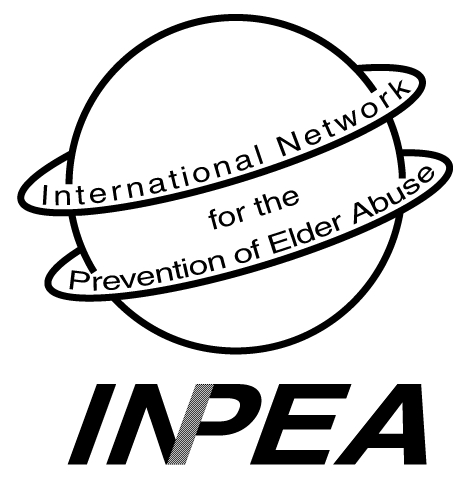 International Network
for the
Prevention of Elder Abuse
INPEA